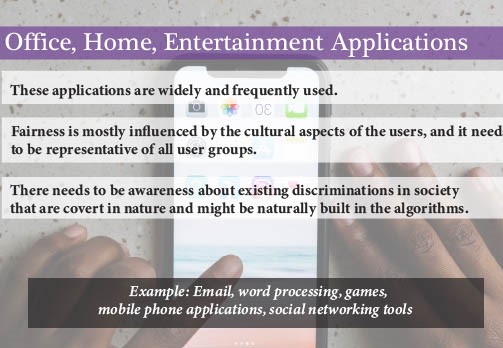 Office, Home, Entertainment Applications
These applications are widely and frequently used.
Fairness is mostly influenced by the cultural aspects of the users, and it need
to be representative of all user groups.
There needs to be awareness about existing discriminations in society
that are covert in nature and might be naturally built in the algorithms.
Example: Email, word processing, games,
mobile phone applications, social networking tools